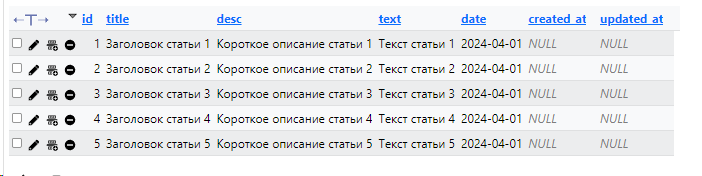 id title desc text date created_at updated_at
1 Заголовок статьи 1 Короткое описание статьи 1 Текст статьи 1 2024-04-01 NULL NULL
2 Заголовок статьи 2 Короткое описание статьи 2 Текст статьи 2 2024-04-01 NULL NULL
3 Заголовок статьи 3 Короткое описание статьи 3 Текст статьи 3 2024-04-01 NULL NULL
4 Заголовок статьи 4 Короткое описание статьи 4 Текст статьи 4 2024-04-01 NULL NULL
5 Заголовок статьи 5 Короткое описание статьи 5 Текст статьи 5 2024-04-01 NULL NULL